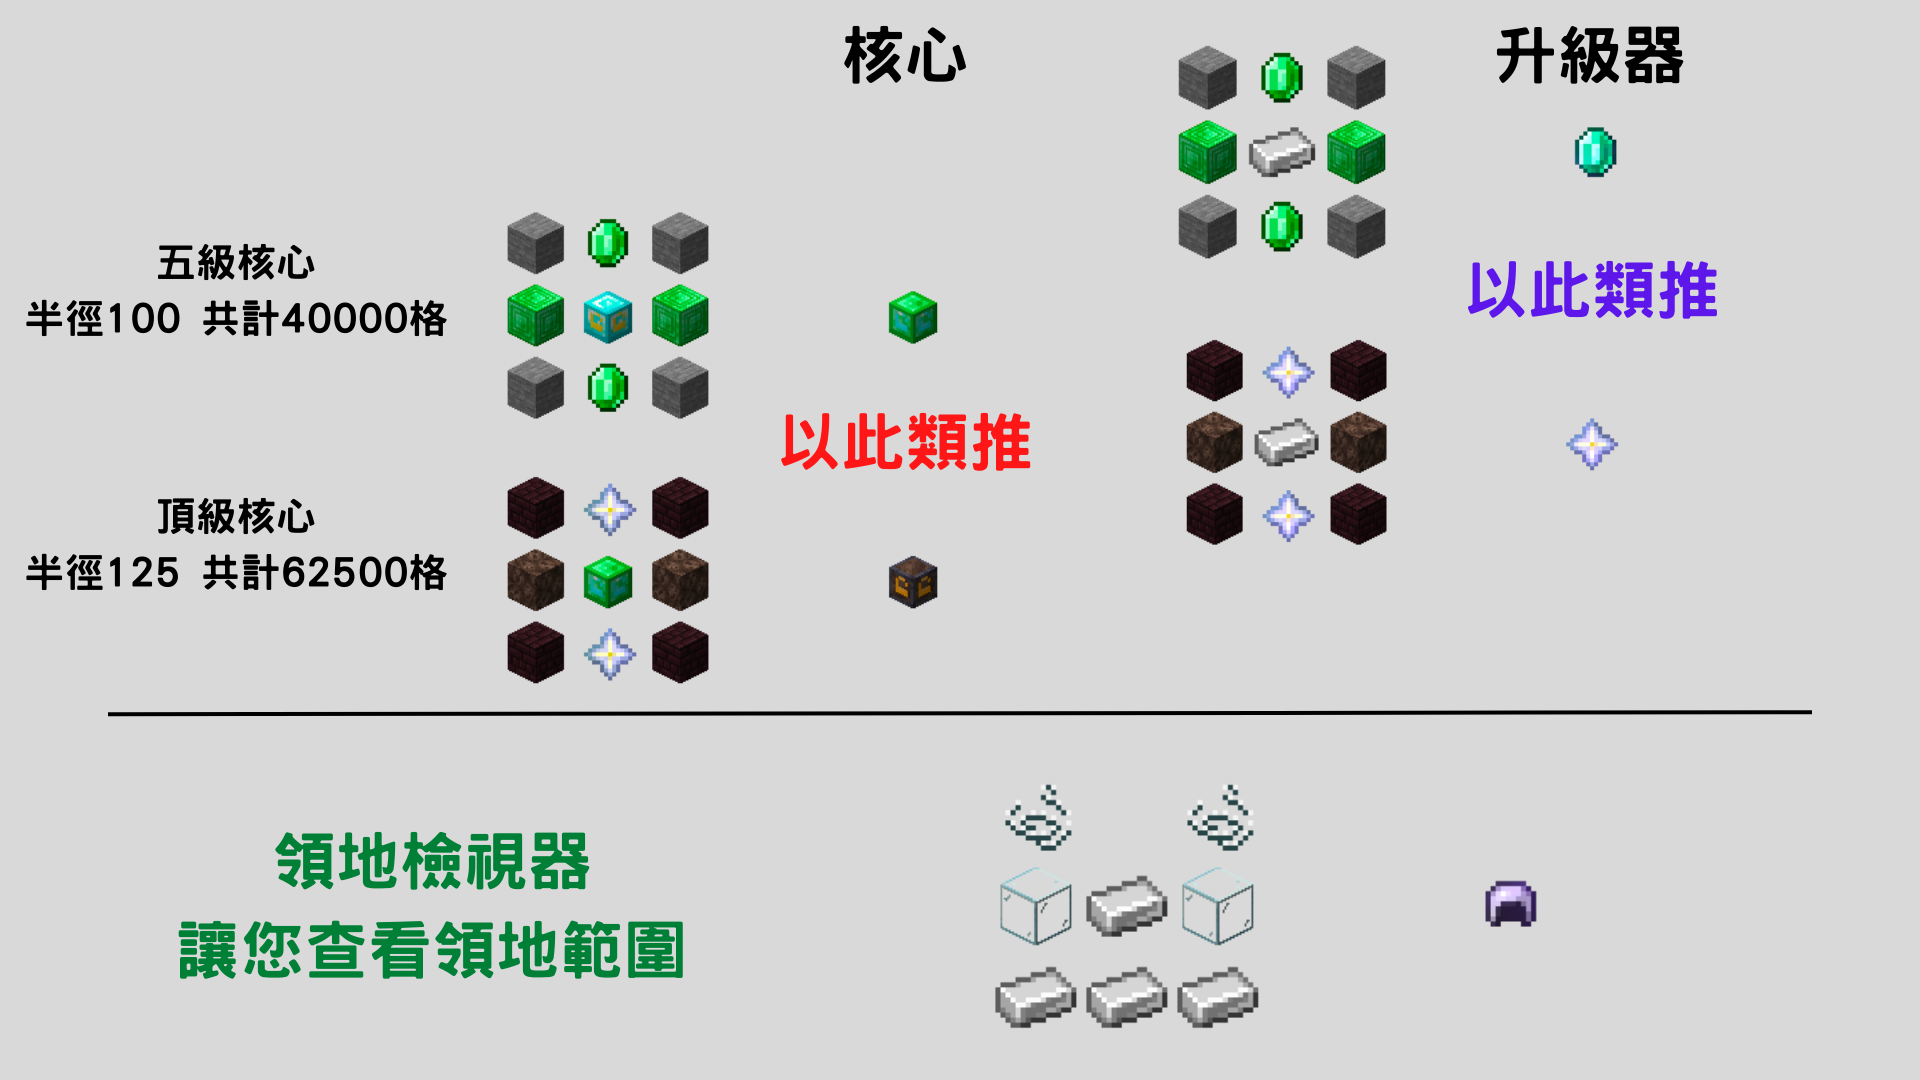 核心
升級器
五級核心
半徑100 共計40000格
以此類推
以此類推
頂級核心
半徑125 共計62500格
領地檢視器
讓您查看領地範圍